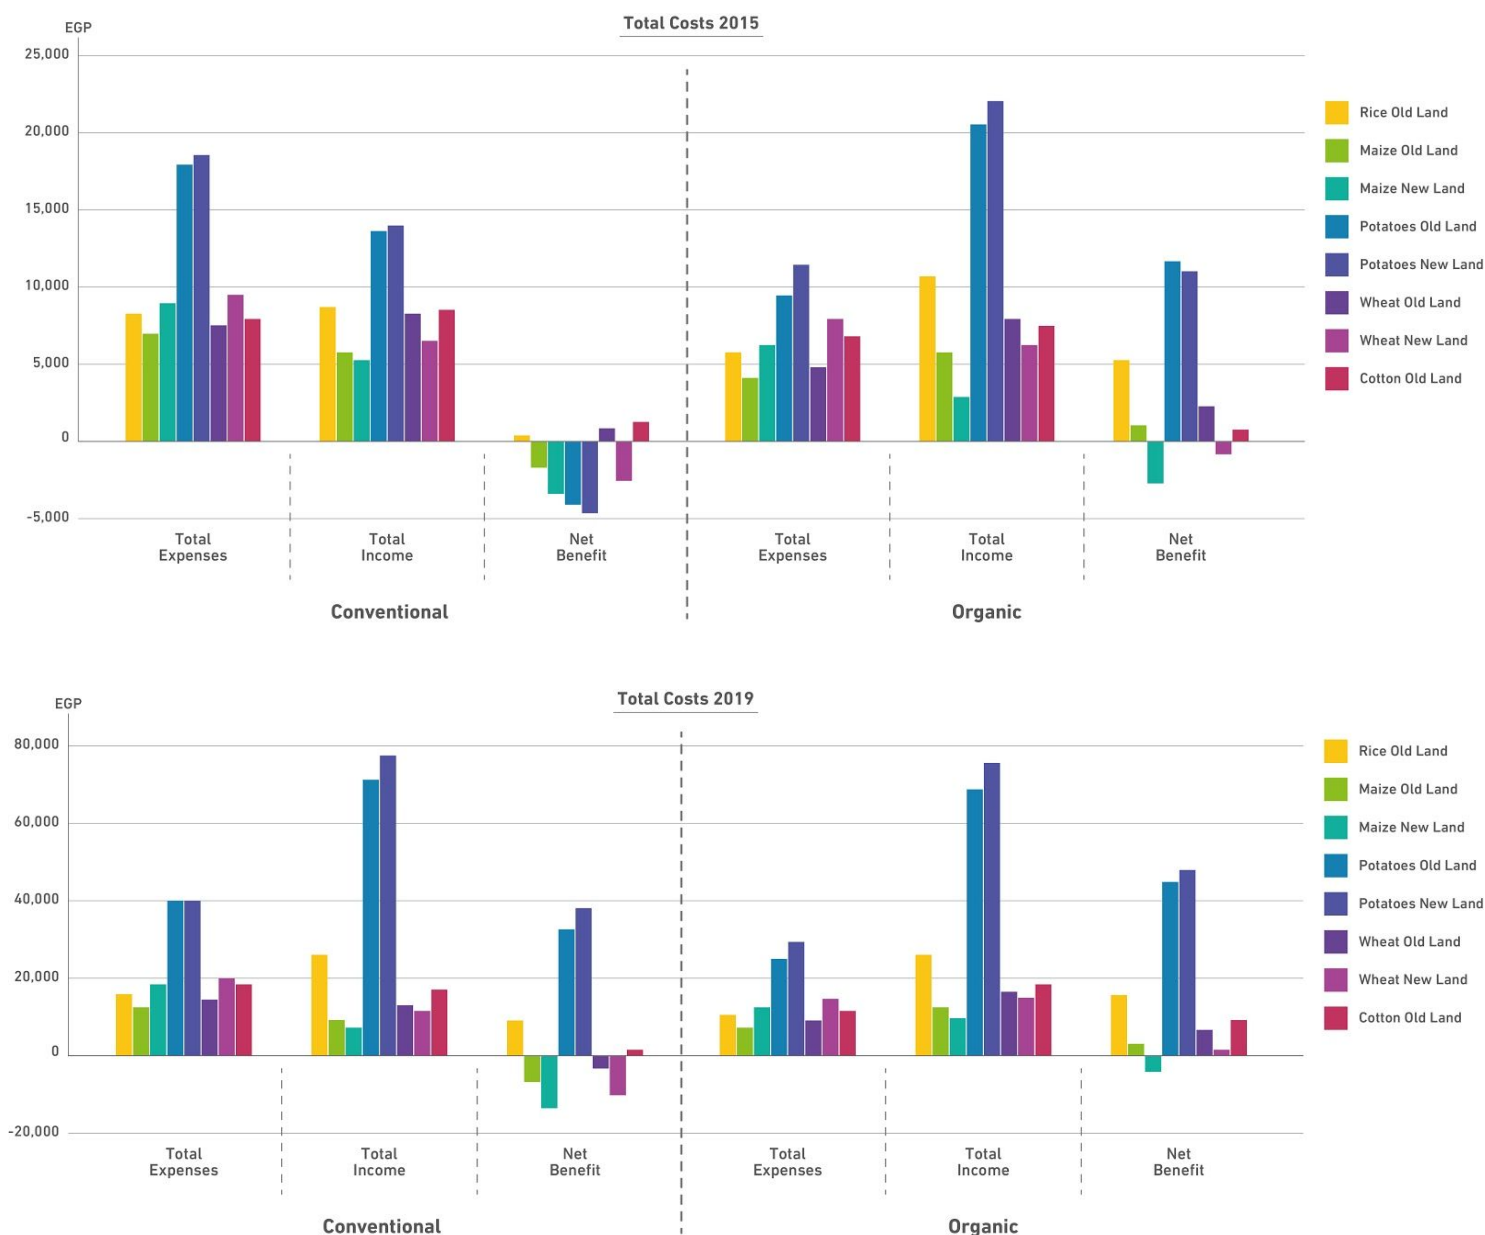 Total Costs 2015
EGP
25,000
20,000
15,000
10,000
5,000
0
-5,000
Total
Expenses
Total
Income
Net
Benefit
Total
Expenses
Total
Income
Net
Benefit
Conventional
Organic
Rice Old Land
Maize Old Land
Maize New Land
Potatoes Old Land
Potatoes New Land
Wheat Old Land
Wheat New Land
Cotton Old Land
Total Costs 2019
EGP
80,000
60,000
40,000
20,000
0
-20,000
Total
Expenses
Total
Income
Net
Benefit
Total
Expenses
Total
Income
Net
Benefit
Conventional
Organic
Rice Old Land
Maize Old Land
Maize New Land
Potatoes Old Land
Potatoes New Land
Wheat Old Land
Wheat New Land
Cotton Old Land